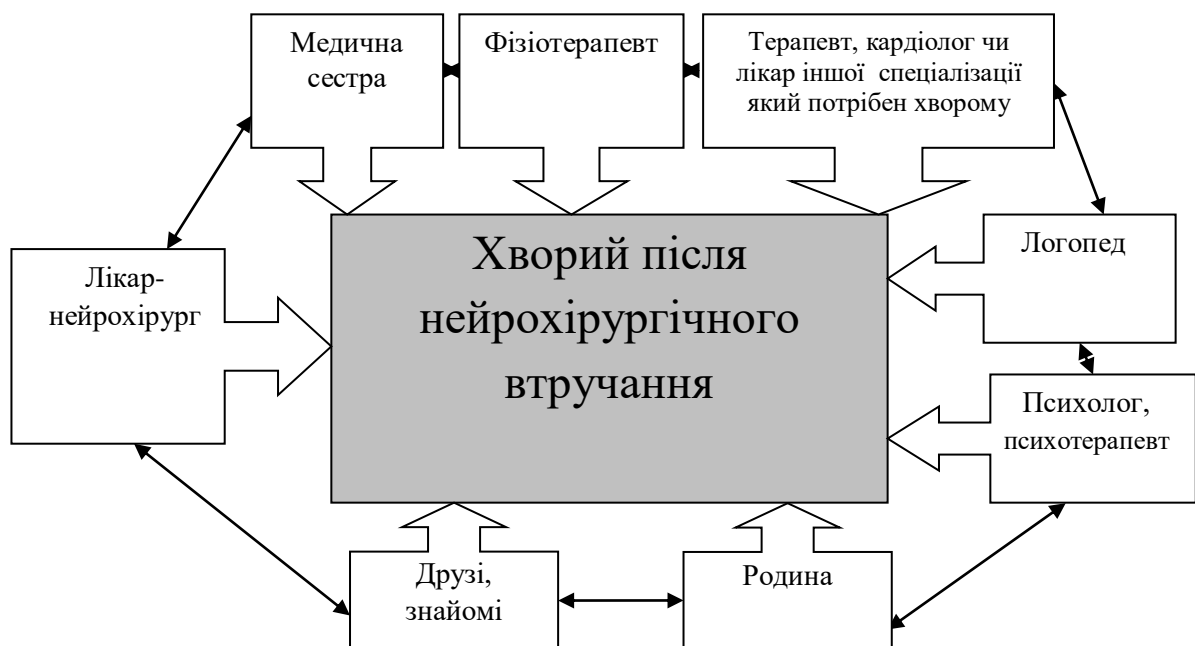 Медична
сестра
Фізіотерапевт
Терапевт, кардіолог чи
лікар іншої спеціалізації
який потрібен хворому
Лікар-
нейрохірург
Хворий після
нейрохірургічного
втручання
Логопед
Психолог,
психотерапевт
Друзі,
знайомі
Родина